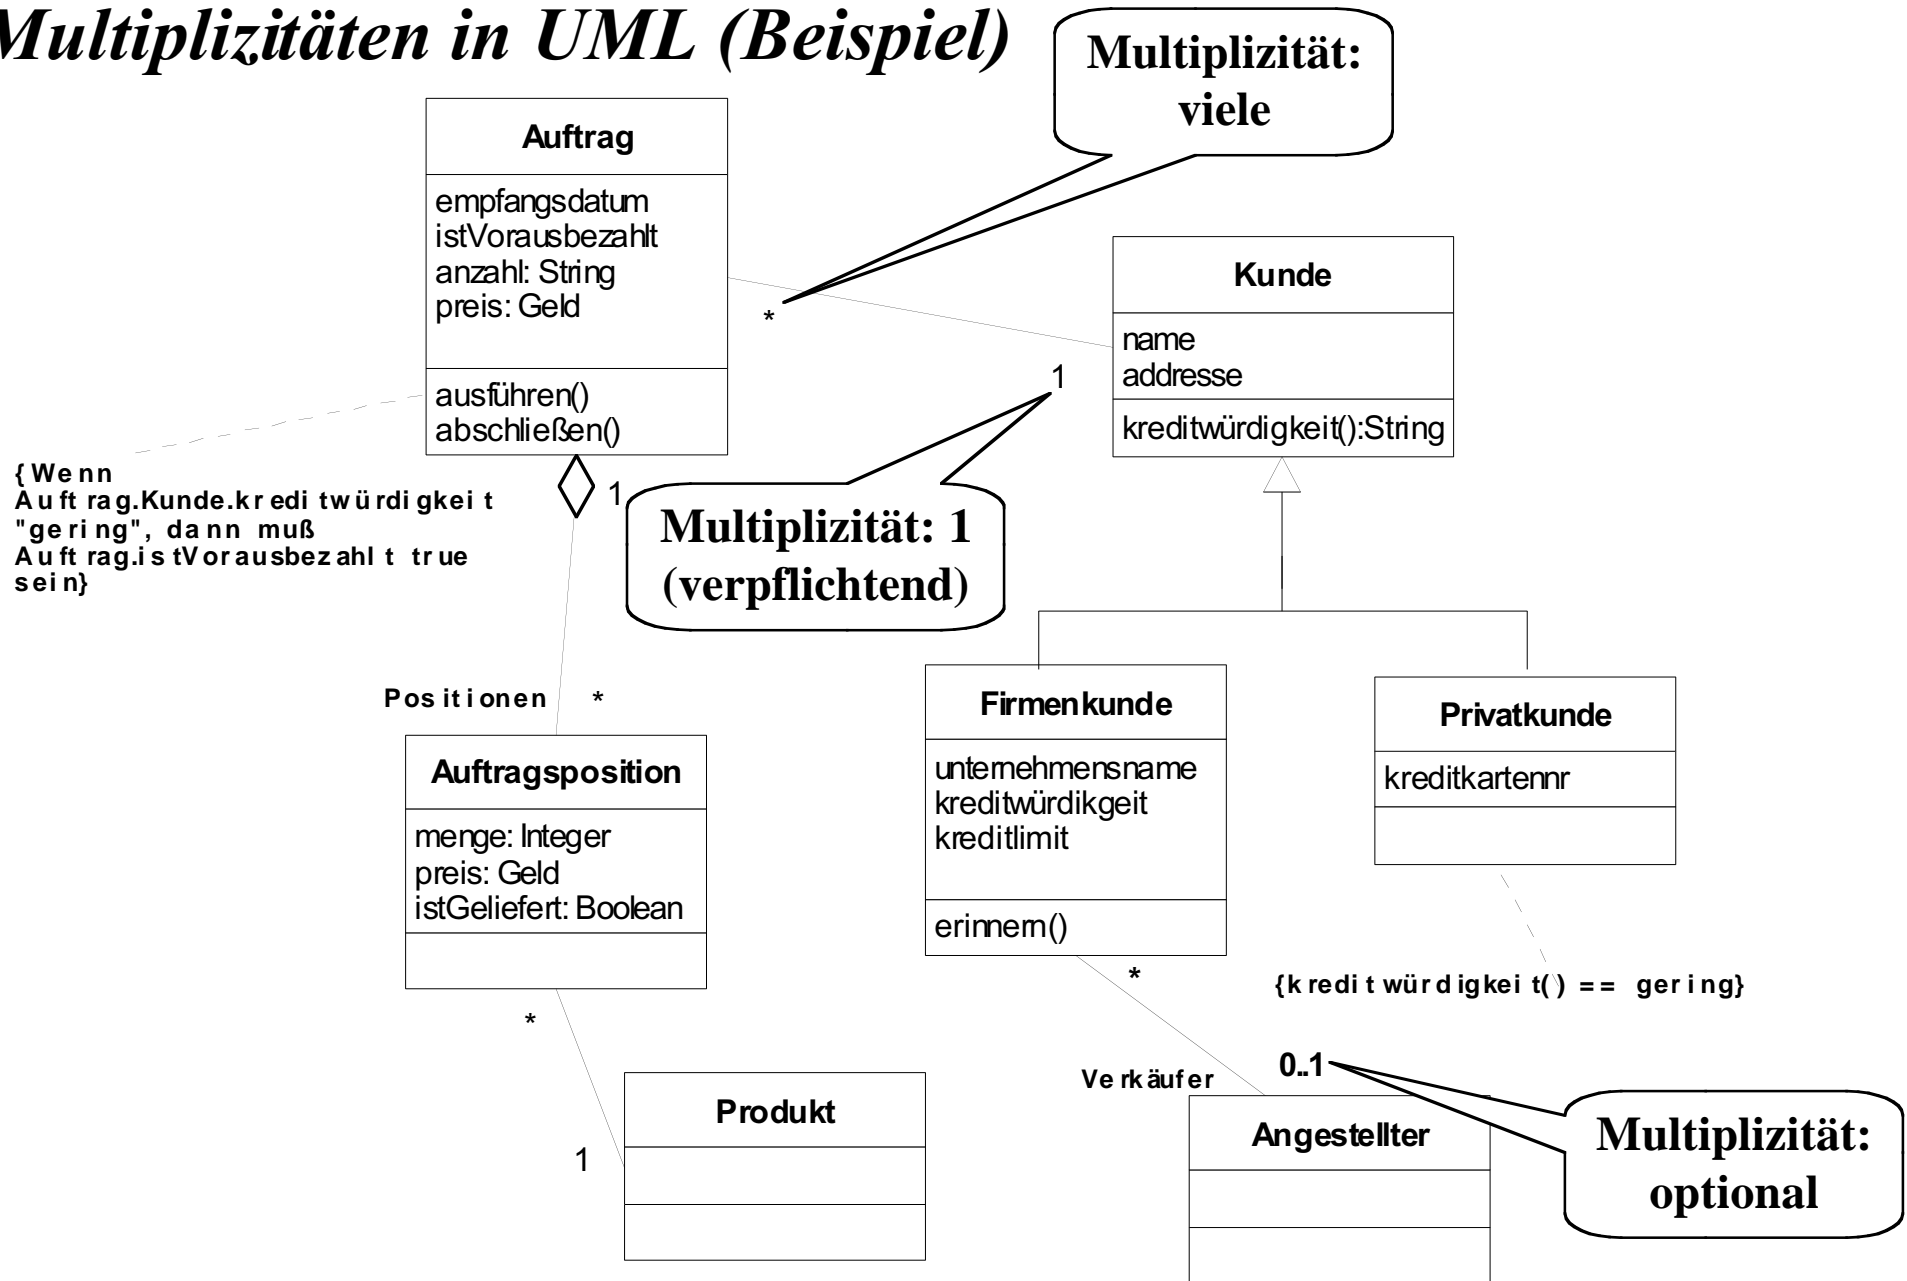 Multiplizitäten in UML (Beispiel)
Multiplizität:
viele
Auftrag
empfangsdatum
istVorausbezahlt
anzahl: String
preis: Geld
ausführen()
abschließen()
*
Kunde
name
addresse
kreditwürdigkeit():String
1
{Wenn
Auftrag.Kunde.kreditwürdigkeit
"gering", dann muß
Auftrag.istVorausbezahlt true
sein}
1
Multiplizität: 1
(verpflichtend)
Positionen *
Auftragsposition
menge: Integer
preis: Geld
istGeliefert: Boolean
*
Firmenkunde
unternehmensname
kreditwürdikgeit
kreditlimit
erinnern()
*
Privatkunde
kreditkartennr
{kreditwürdigkeit() == gering}
Verkäufer
0..1
1
Produkt
Angestellter
Multiplizität:
optional